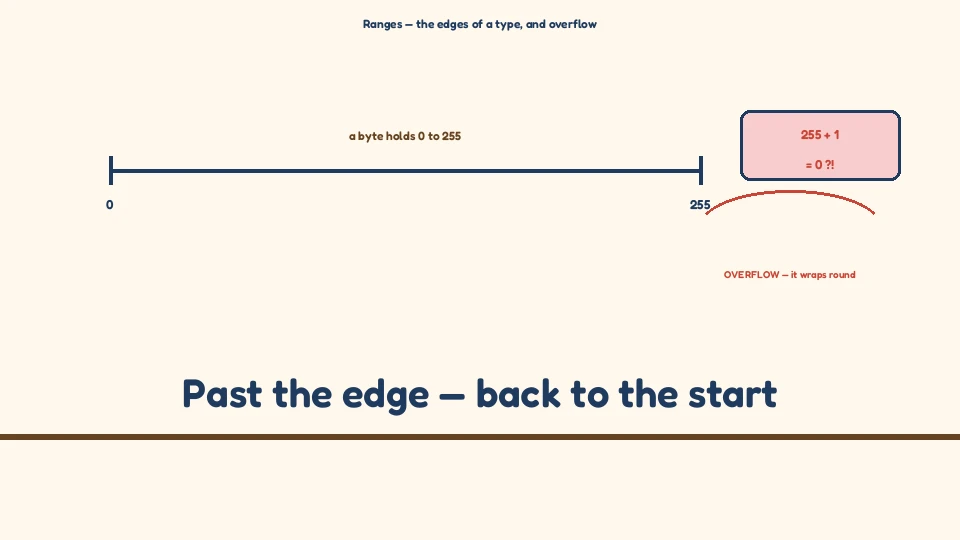 Ranges — the edges of a type, and overflow
a byte holds 0 to 255
255 + 1
= 0 ?!
0
255
OVERFLOW — it wraps round
Past the edge — back to the start